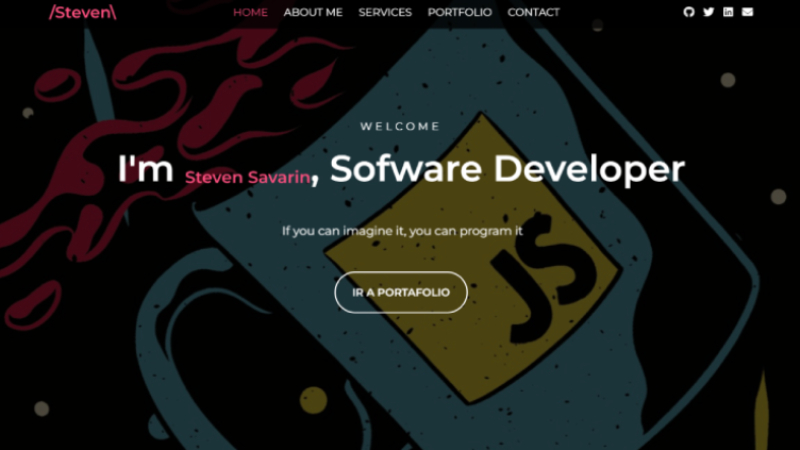 /Steven\ HOME ABOUT ME SERVICES PORTFOLIO CONTACT
WELCOME
I'm Steven Savarin, Sofware Developer
If you can imagine it, you can program it
IR A PORTAFOLIO
JS